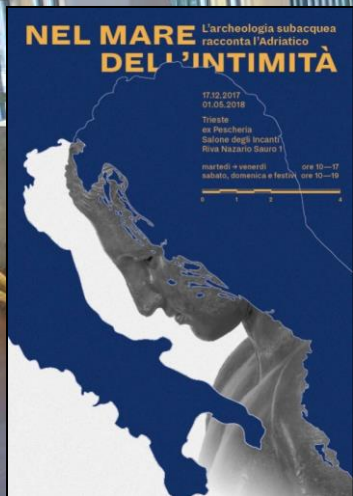 NEL MARE
DELL'INTIMITÀ
L'archeologia subacquea
racconta l'Adriatico
17.12.2017
01.05.2018
Trieste
ex Pescheria
Salone degli Incanti
Riva Nazario Sauro 1
martedì → venerdì ore 10—17
sabato, domenica e festivi ore 10—19
0 1 2 4